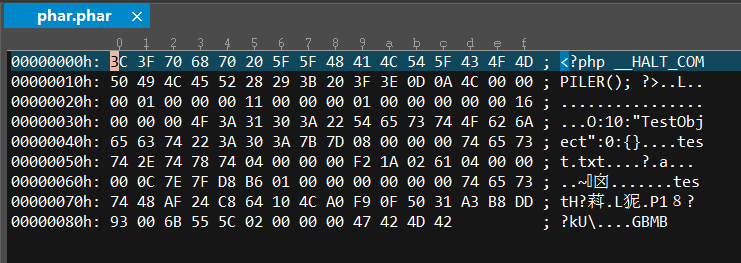 phar.phar ×
0 1 2 3 4 5 6 7 8 9 a b c d e f
00000000h: 3C 3F 70 68 70 20 5F 5F 48 41 4C 54 5F 43 4F 4D ; <?php __HALT_COM
00000010h: 50 49 4C 45 52 28 29 3B 20 3F 3E 0D 0A 4C 00 00 ; PILER(); ?>..L..
00000020h: 00 01 00 00 00 11 00 00 00 01 00 00 00 00 00 16 ; ................
00000030h: 00 00 00 4F 3A 31 30 3A 22 54 65 73 74 4F 62 6A ; ...O:10:"TestObj
00000040h: 65 63 74 22 3A 30 3A 7B 7D 08 00 00 00 74 65 73 ; ect":0:{}....tes
00000050h: 74 2E 74 78 74 04 00 00 00 F2 1A 02 61 04 00 00 ; t.txt....?.a...
00000060h: 00 0C 7E 7F D8 B6 01 00 00 00 00 00 00 74 65 73 ; ..~囟.......tes
00000070h: 74 48 AF 24 C8 64 10 4C A0 F9 0F 50 31 A3 B8 DD ; tH?.L.P1８?
00000080h: 93 00 6B 55 5C 02 00 00 00 47 42 4D 42 ; ?kU\....GBMB